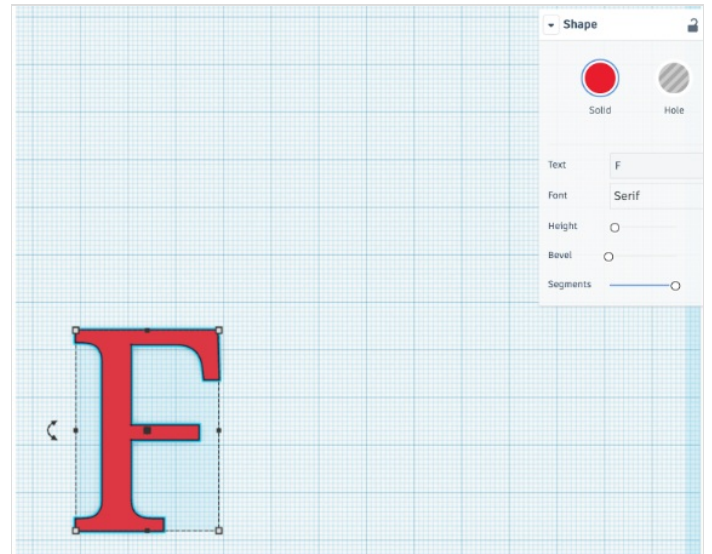 Shape
Solid Hole
Text F
Font Serif
Height
Bevel
Segments
F